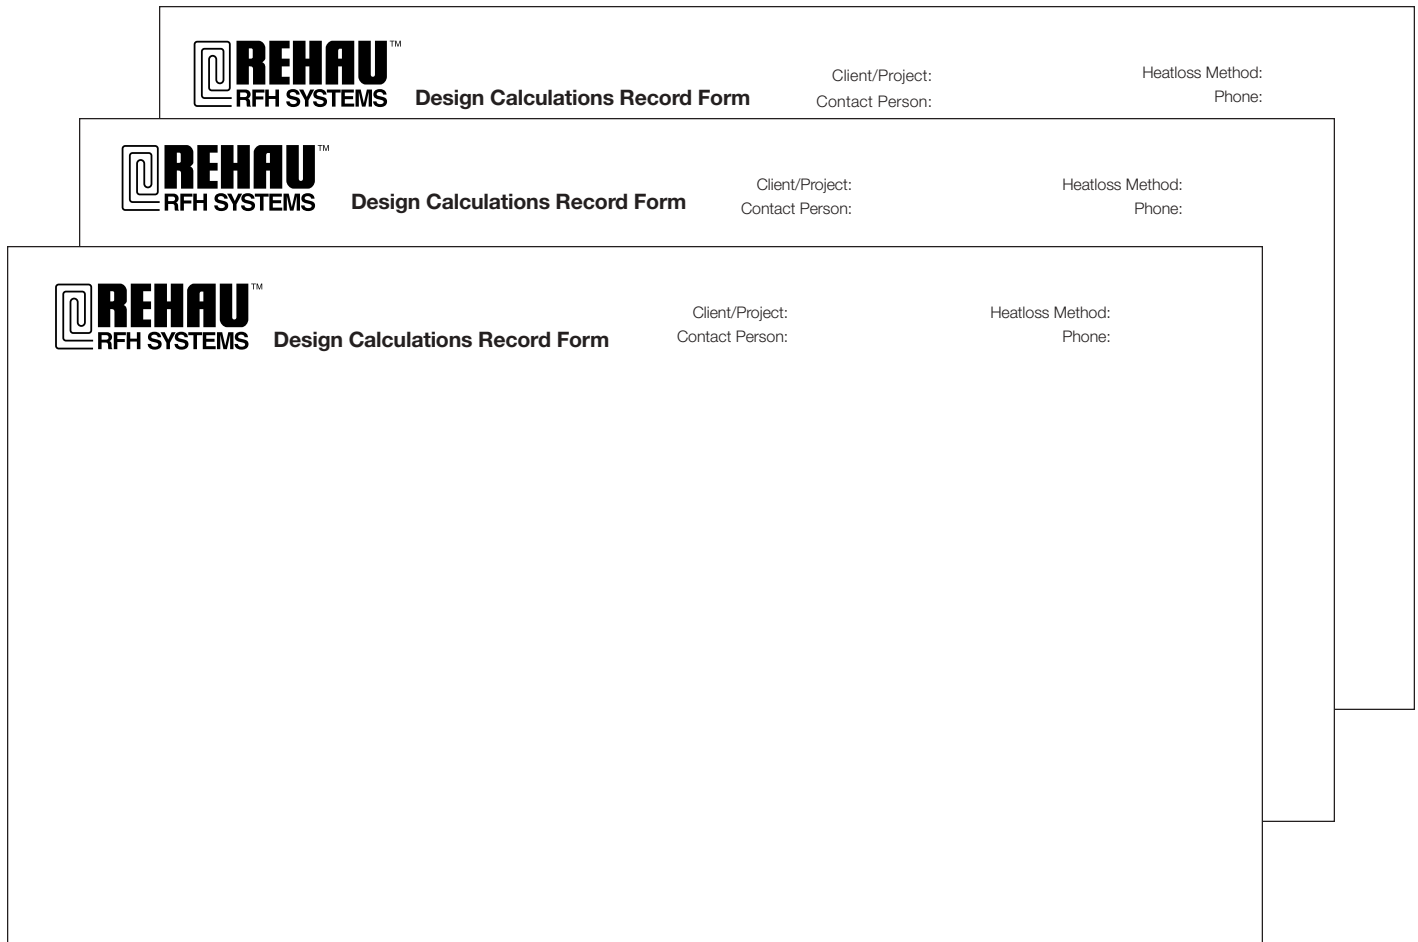 REHAU™
RFH SYSTEMS
Design Calculations Record Form
Client/Project:
Contact Person:
Heatloss Method:
Phone:
REHAU™
RFH SYSTEMS
Design Calculations Record Form
Client/Project:
Contact Person:
Heatloss Method:
Phone:
REHAU™
RFH SYSTEMS
Design Calculations Record Form
Client/Project:
Contact Person:
Heatloss Method:
Phone: